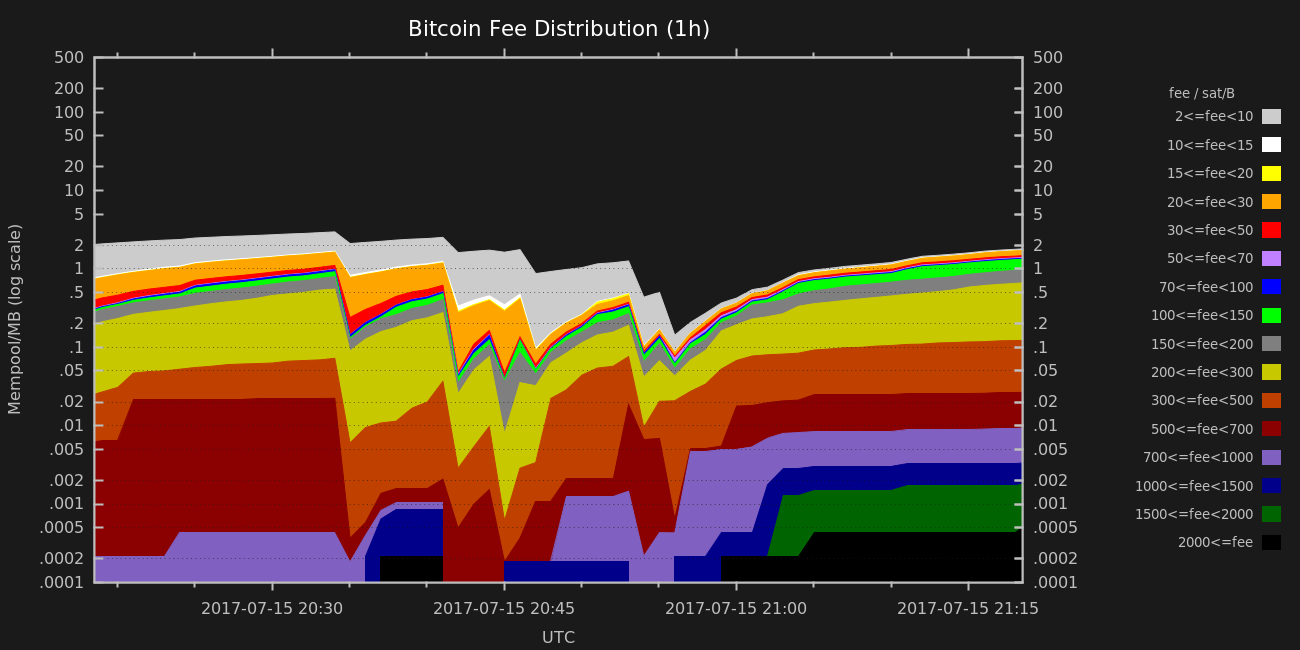 Bitcoin Fee Distribution (1h)
Mempool/MB (log scale)
500
200
100
50
20
10
5
2
1
.5
.2
.1
.05
.02
.01
.005
.002
.001
.0005
.0002
.0001
500
200
100
50
20
10
5
2
1
.5
.2
.1
.05
.02
.01
.005
.002
.001
.0005
.0002
.0001
fee / sat/B
2<=fee<10
10<=fee<15
15<=fee<20
20<=fee<30
30<=fee<50
50<=fee<70
70<=fee<100
100<=fee<150
150<=fee<200
200<=fee<300
300<=fee<500
500<=fee<700
700<=fee<1000
1000<=fee<1500
1500<=fee<2000
2000<=fee
2017-07-15 20:30 2017-07-15 20:45 2017-07-15 21:00 2017-07-15 21:15
UTC